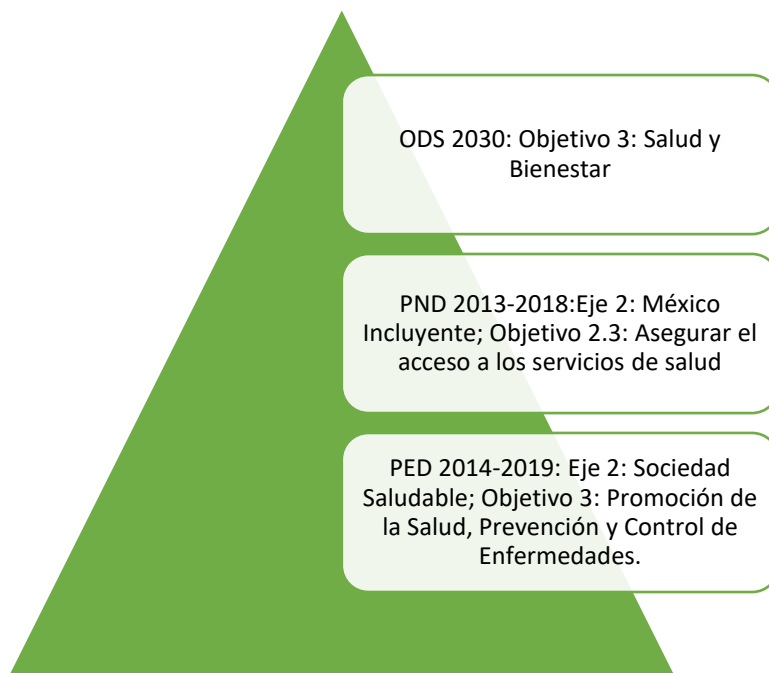 ODS 2030: Objetivo 3: Salud y
Bienestar
PND 2013-2018:Eje 2: México
Incluyente; Objetivo 2.3: Asegurar el
acceso a los servicios de salud
PED 2014-2019: Eje 2: Sociedad
Saludable; Objetivo 3: Promoción de
la Salud, Prevención y Control de
Enfermedades.